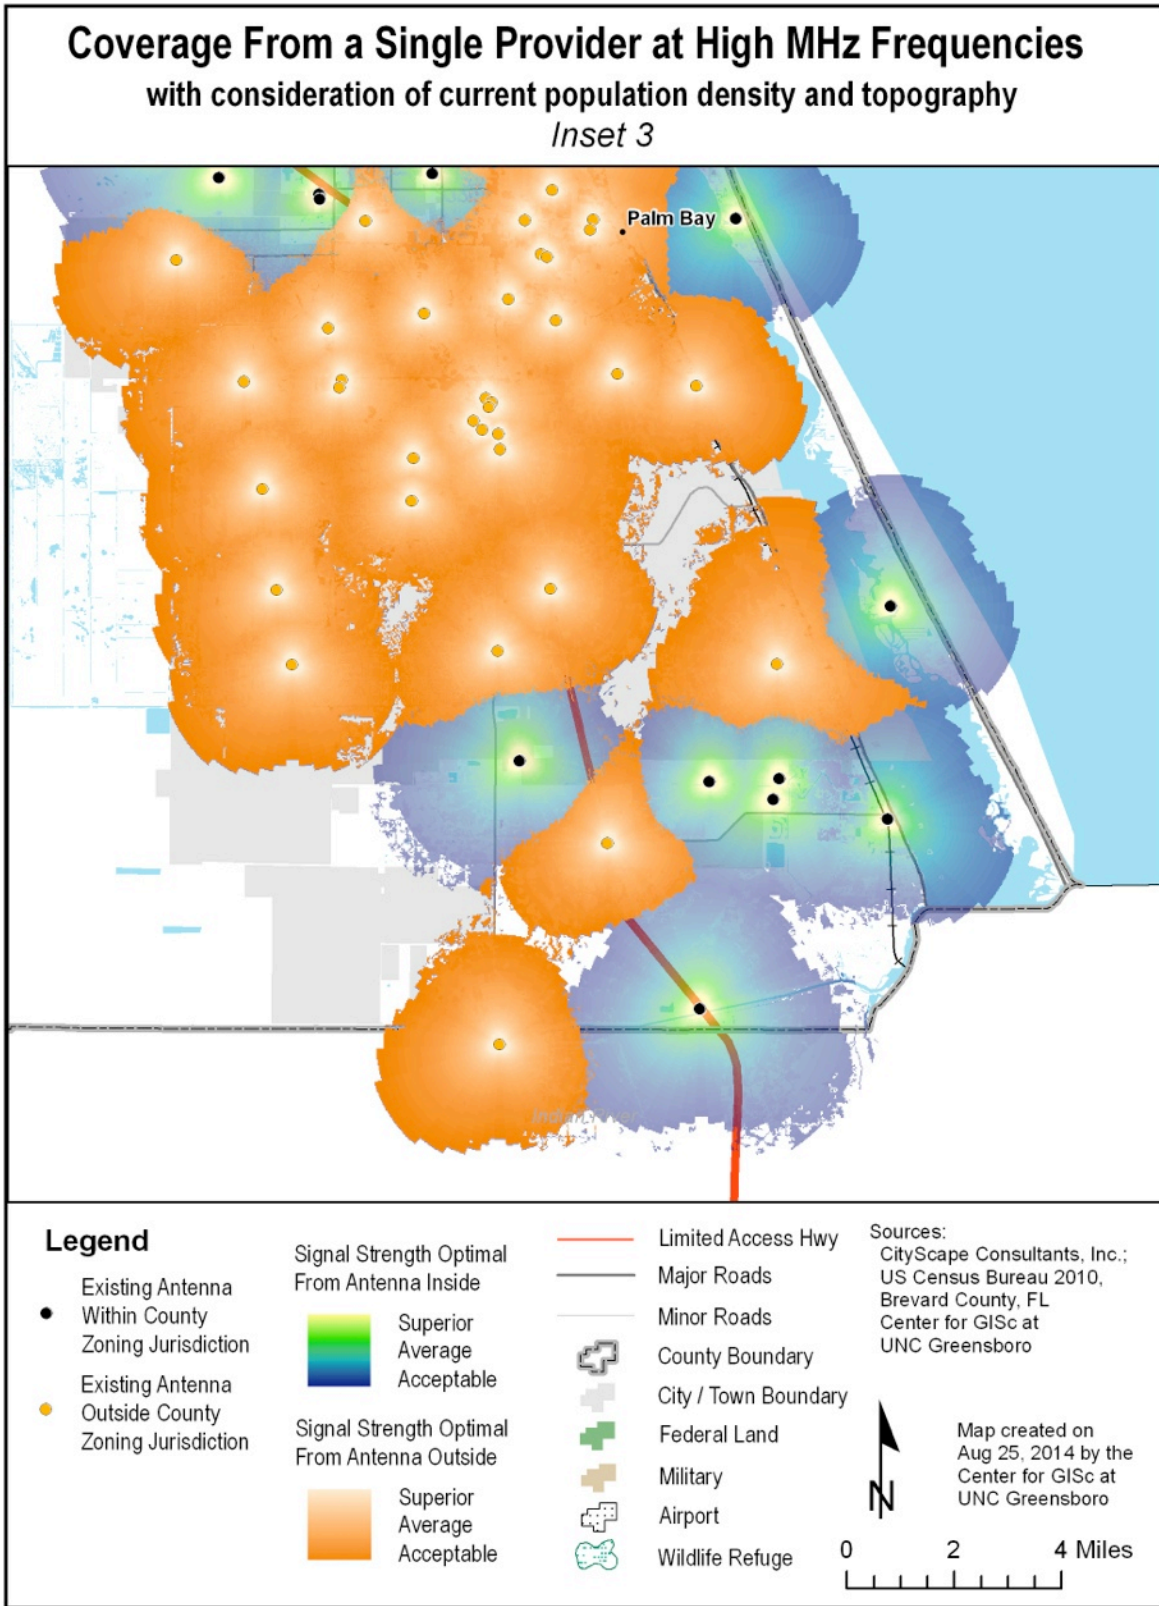 Coverage From a Single Provider at High MHz Frequencies
with consideration of current population density and topography
Inset 3
Palm Bay
Indian River
Legend
Existing Antenna
Within County
Zoning Jurisdiction
Existing Antenna
Outside County
Zoning Jurisdiction
Signal Strength Optimal
From Antenna Inside
Superior
Average
Acceptable
Signal Strength Optimal
From Antenna Outside
Superior
Average
Acceptable
Limited Access Hwy
Major Roads
Minor Roads
County Boundary
City / Town Boundary
Federal Land
Military
Airport
Wildlife Refuge
Sources:
CityScape Consultants, Inc.;
US Census Bureau 2010,
Brevard County, FL
Center for GISc at
UNC Greensboro
N
Map created on
Aug 25, 2014 by the
Center for GISc at
UNC Greensboro
0 2 4 Miles